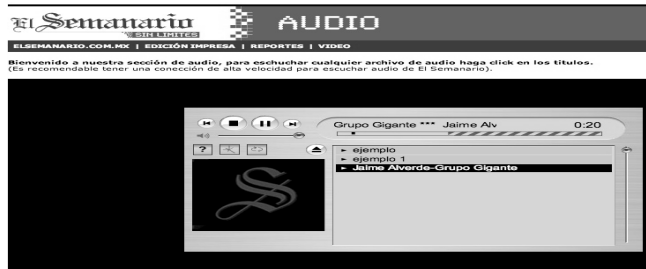 El Semanario
SIN LIMITES
AUDIO
ELSEMANARIO.COM.MX | EDICIÓN IMPRESA | REPORTES | VIDEO
Bienvenido a nuestra sección de audio, para eschuchar cualquier archivo de audio haga click en los titulos.
(Es recomendable tener una conección de alta velocidad para escuchar audio de El Semanario).
Grupo Gigante *** Jaime Alv 0:20
?
ejemplo
ejemplo 1
Jaime Alverde-Grupo Gigante
S